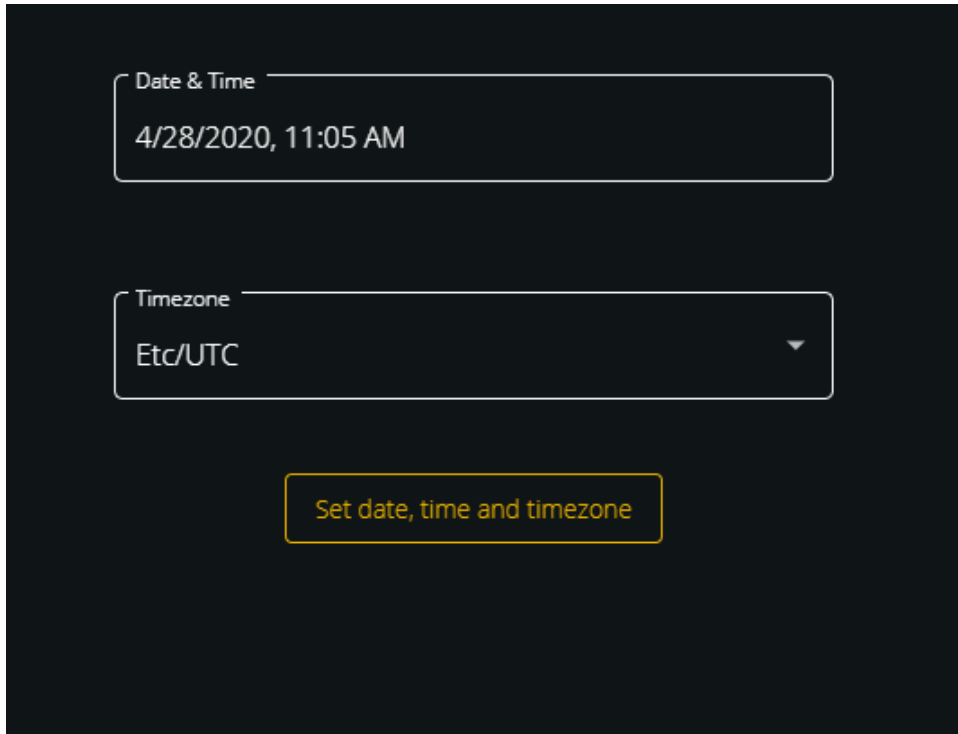 Date & Time
4/28/2020, 11:05 AM
Timezone
Etc/UTC
Set date, time and timezone